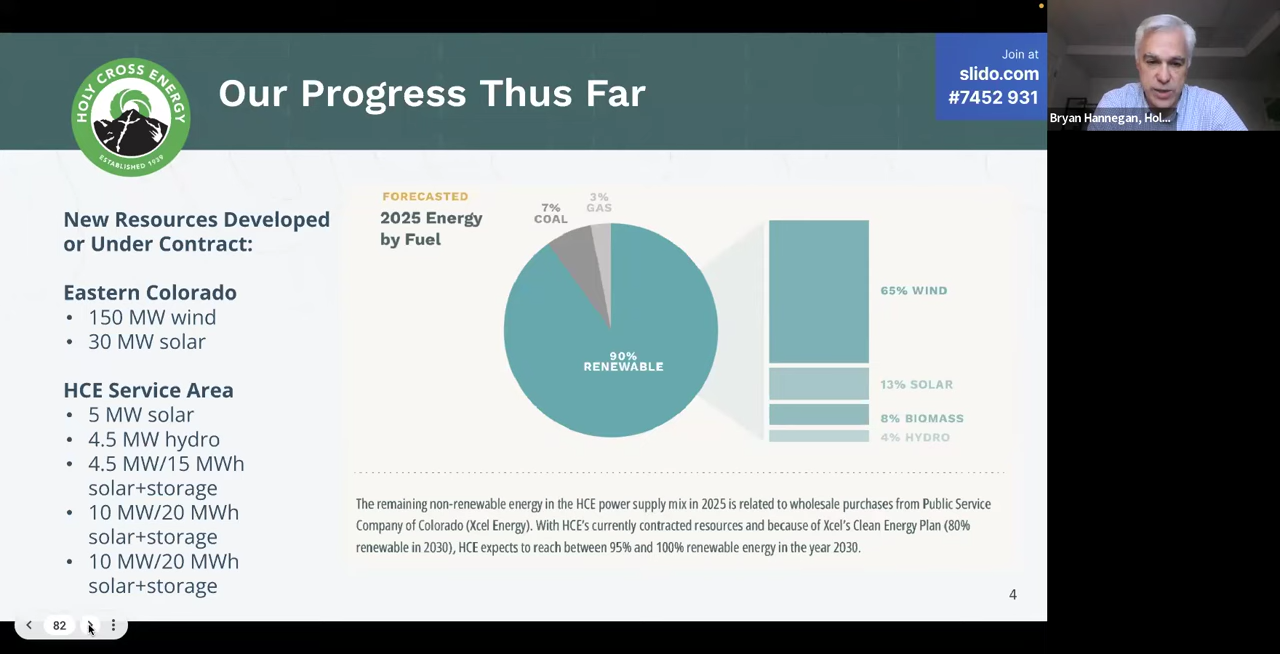 HOLY CROSS ENERGY
ESTABLISHED 1939
Our Progress Thus Far
Join at
slido.com
#7452 931
Bryan Hannegan, Hol...
New Resources Developed
or Under Contract:
Eastern Colorado
• 150 MW wind
• 30 MW solar
HCE Service Area
• 5 MW solar
• 4.5 MW hydro
• 4.5 MW/15 MWh
solar+storage
• 10 MW/20 MWh
solar+storage
• 10 MW/20 MWh
solar+storage
FORECASTED
2025 Energy
by Fuel
7%
COAL
3%
GAS
90%
RENEWABLE
65% WIND
13% SOLAR
8% BIOMASS
4% HYDRO
The remaining non-renewable energy in the HCE power supply mix in 2025 is related to wholesale purchases from Public Service
Company of Colorado (Xcel Energy). With HCE's currently contracted resources and because of Xcel's Clean Energy Plan (80%
renewable in 2030), HCE expects to reach between 95% and 100% renewable energy in the year 2030.
4
82